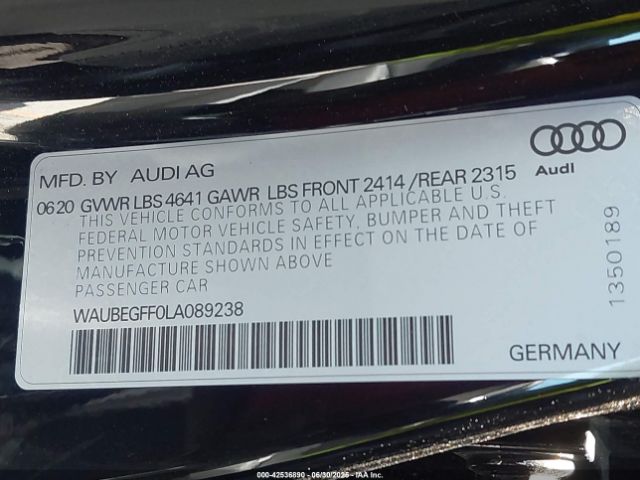 MFD. BY AUDI AG
Audi
0620 GVWR LBS 4641 GAWR LBS FRONT 2414 /REAR 2315
THIS VEHICLE CONFORMS TO ALL APPLICABLE U.S.
FEDERAL MOTOR VEHICLE SAFETY, BUMPER AND THEFT
PREVENTION STANDARDS IN EFFECT ON THE DATE OF
MANUFACTURE SHOWN ABOVE
PASSENGER CAR
1350189
WAUBEGFF0LA089238
GERMANY
000-42536890 - 06/30/2025 - IAAI.COM